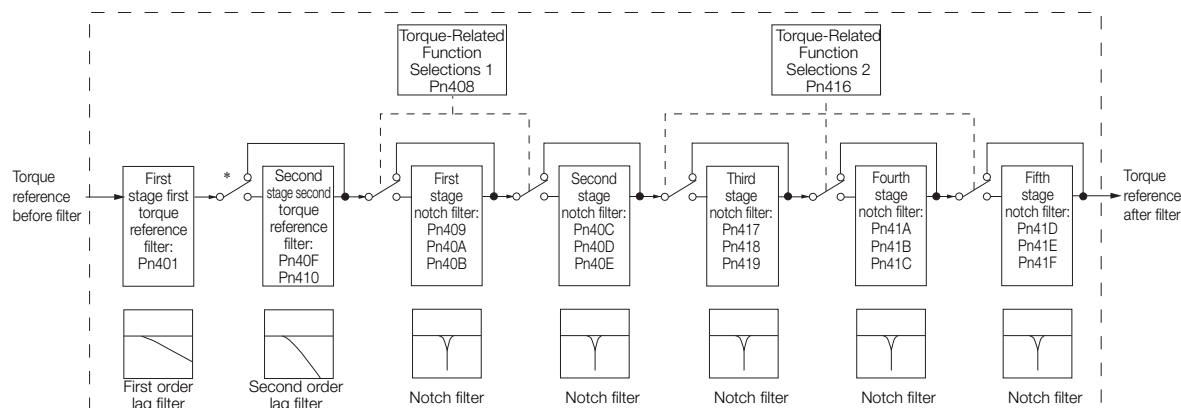 Torque-Related
Function
Selections 1
Pn408
Torque-Related
Function
Selections 2
Pn416
Torque
reference
before filter
First
stage first
torque
reference
filter:
Pn401
*
Second
stage second
torque
reference
filter:
Pn40F
Pn410
First
stage
notch filter:
Pn409
Pn40A
Pn40B
Second
stage
notch filter:
Pn40C
Pn40D
Pn40E
Third
stage
notch filter:
Pn417
Pn418
Pn419
Fourth
stage
notch filter:
Pn41A
Pn41B
Pn41C
Fifth
stage
notch filter:
Pn41D
Pn41E
Pn41F
Torque
reference
after filter
First order
lag filter
Second order
lag filter
Notch filter
Notch filter
Notch filter
Notch filter
Notch filter